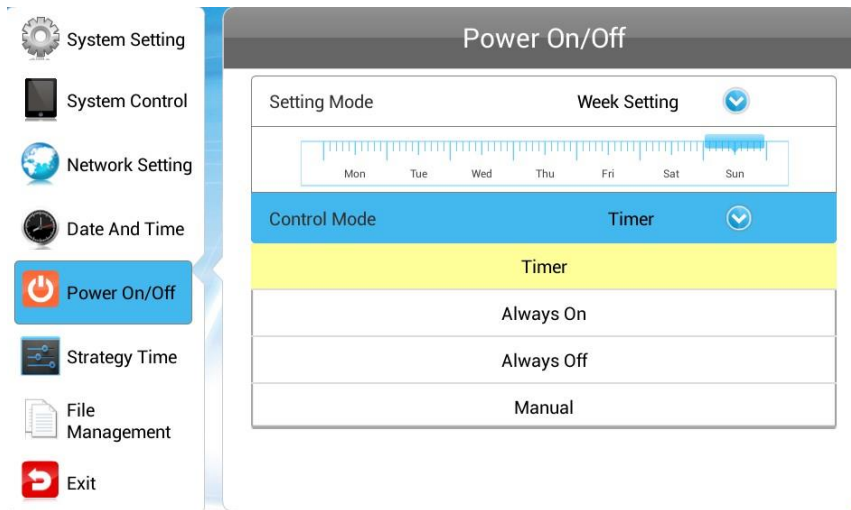 System Setting
System Control
Network Setting
Date And Time
Power On/Off
Strategy Time
File
Management
Exit
Power On/Off
Setting Mode Week Setting
Mon Tue Wed Thu Fri Sat Sun
Control Mode Timer
Timer
Always On
Always Off
Manual